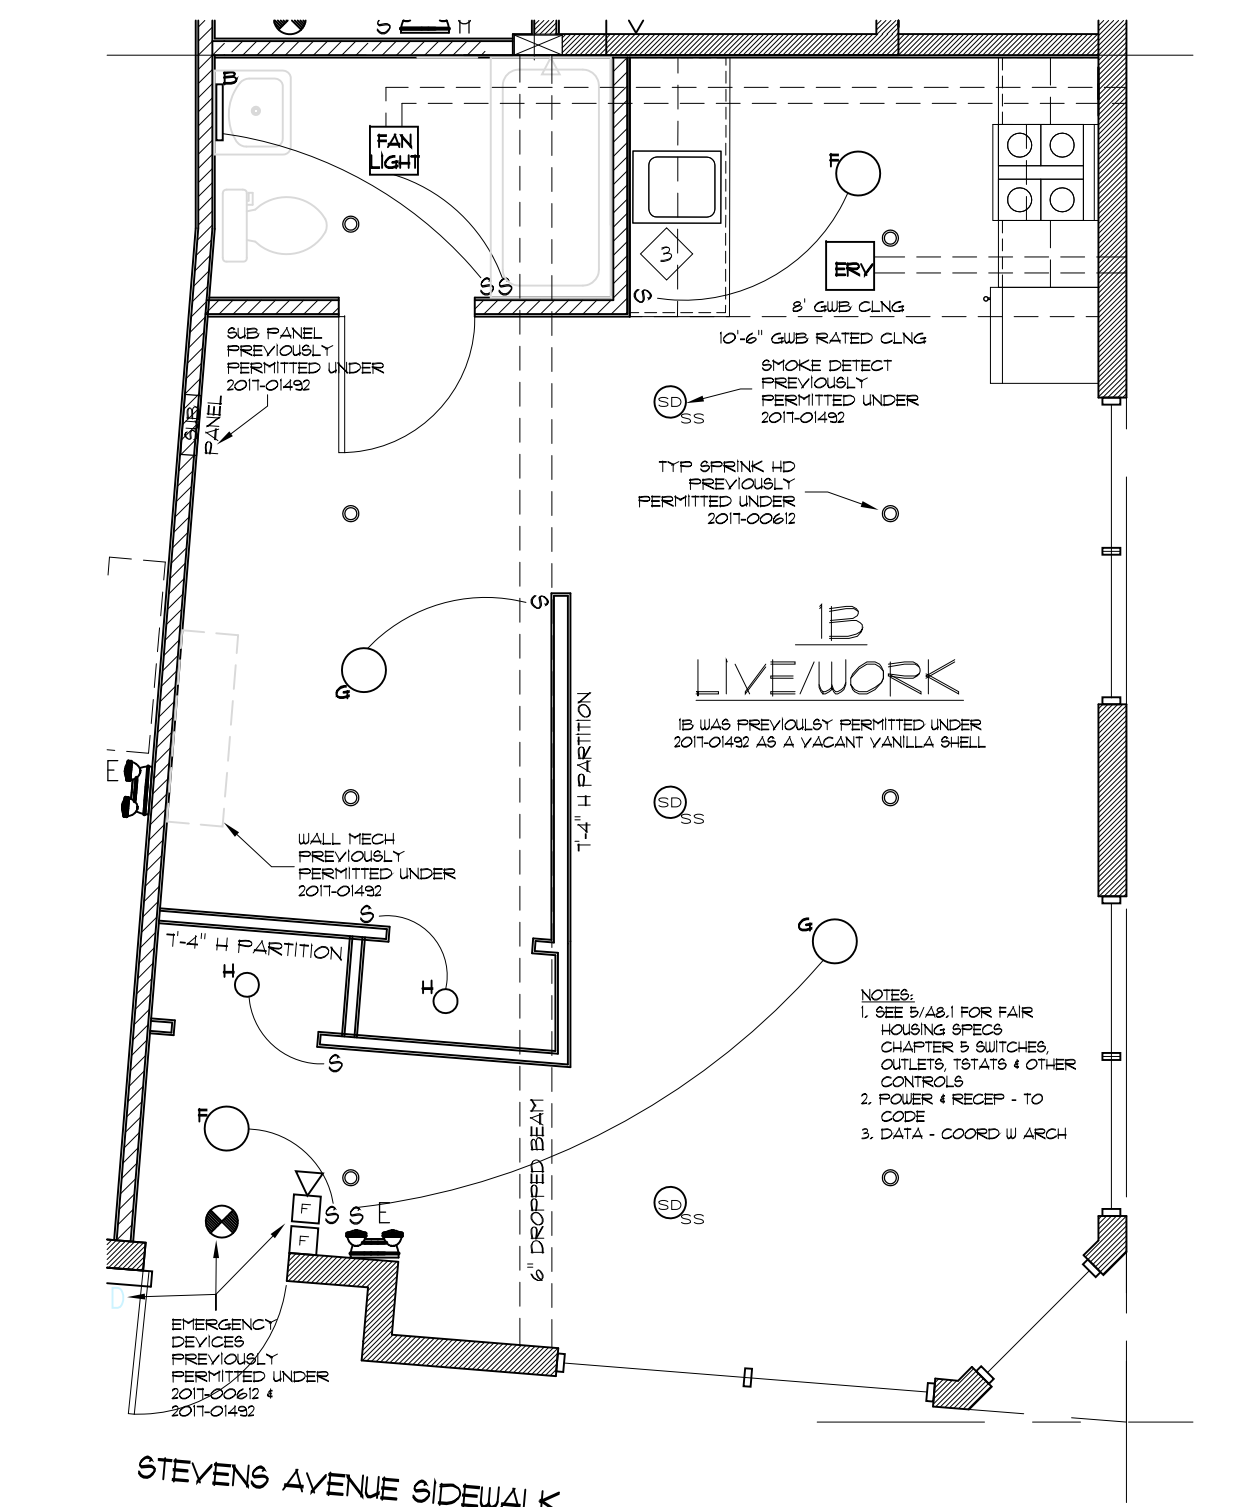 S M
B
FAN
LIGHT
F
3
S S
S
ERV
8' GWB CLNG
10'-6" GWB RATED CLNG
SUB PANEL
PREVIOUSLY
PERMITTED UNDER
2017-01492
SUB
PANEL
SMOKE DETECT
PREVIOUSLY
PERMITTED UNDER
2017-01492
SD
SS
TYP SPRINK HD
PREVIOUSLY
PERMITTED UNDER
2017-00612
S
G
1B
LIVE/WORK
1B WAS PREVIOULSY PERMITTED UNDER
2017-01492 AS A VACANT VANILLA SHELL
7'-4" H PARTITION
E
SD
SS
WALL MECH
PREVIOUSLY
PERMITTED UNDER
2017-01492
S
7'-4" H PARTITION
H
H
S
G
NOTES:
1. SEE 5/A8.1 FOR FAIR
HOUSING SPECS
CHAPTER 5 SWITCHES,
OUTLETS, TSTATS & OTHER
CONTROLS
2. POWER & RECEP - TO
CODE
3. DATA - COORD W ARCH
F
6" DROPPED BEAM
F
F
S S E
SD
SS
D
EMERGENCY
DEVICES
PREVIOUSLY
PERMITTED UNDER
2017-00612 &
2017-01492
STEVENS AVENUE SIDEWALK